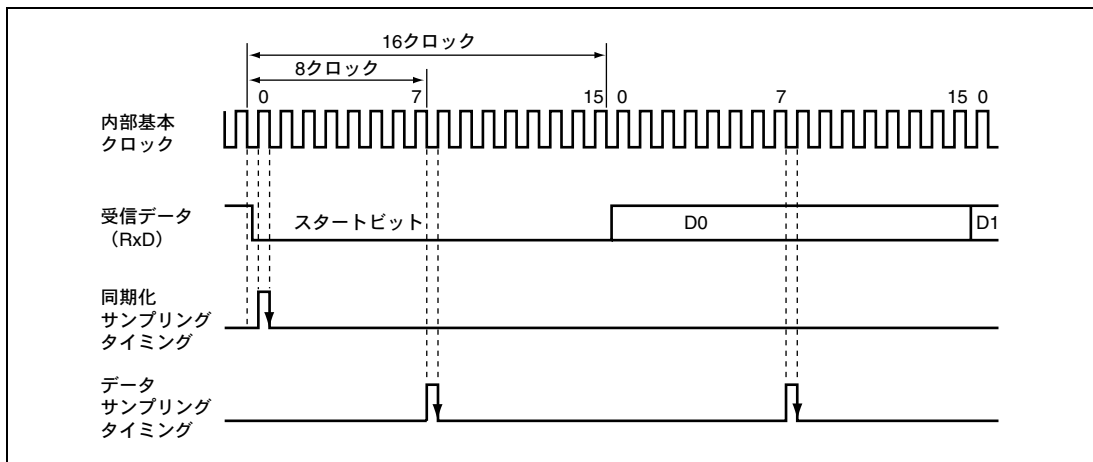 16クロック
8クロック
0 7 15 0 7 15 0
内部基本
クロック
受信データ
（RxD）
スタートビット
D0
D1
同期化
サンプリング
タイミング
データ
サンプリング
タイミング